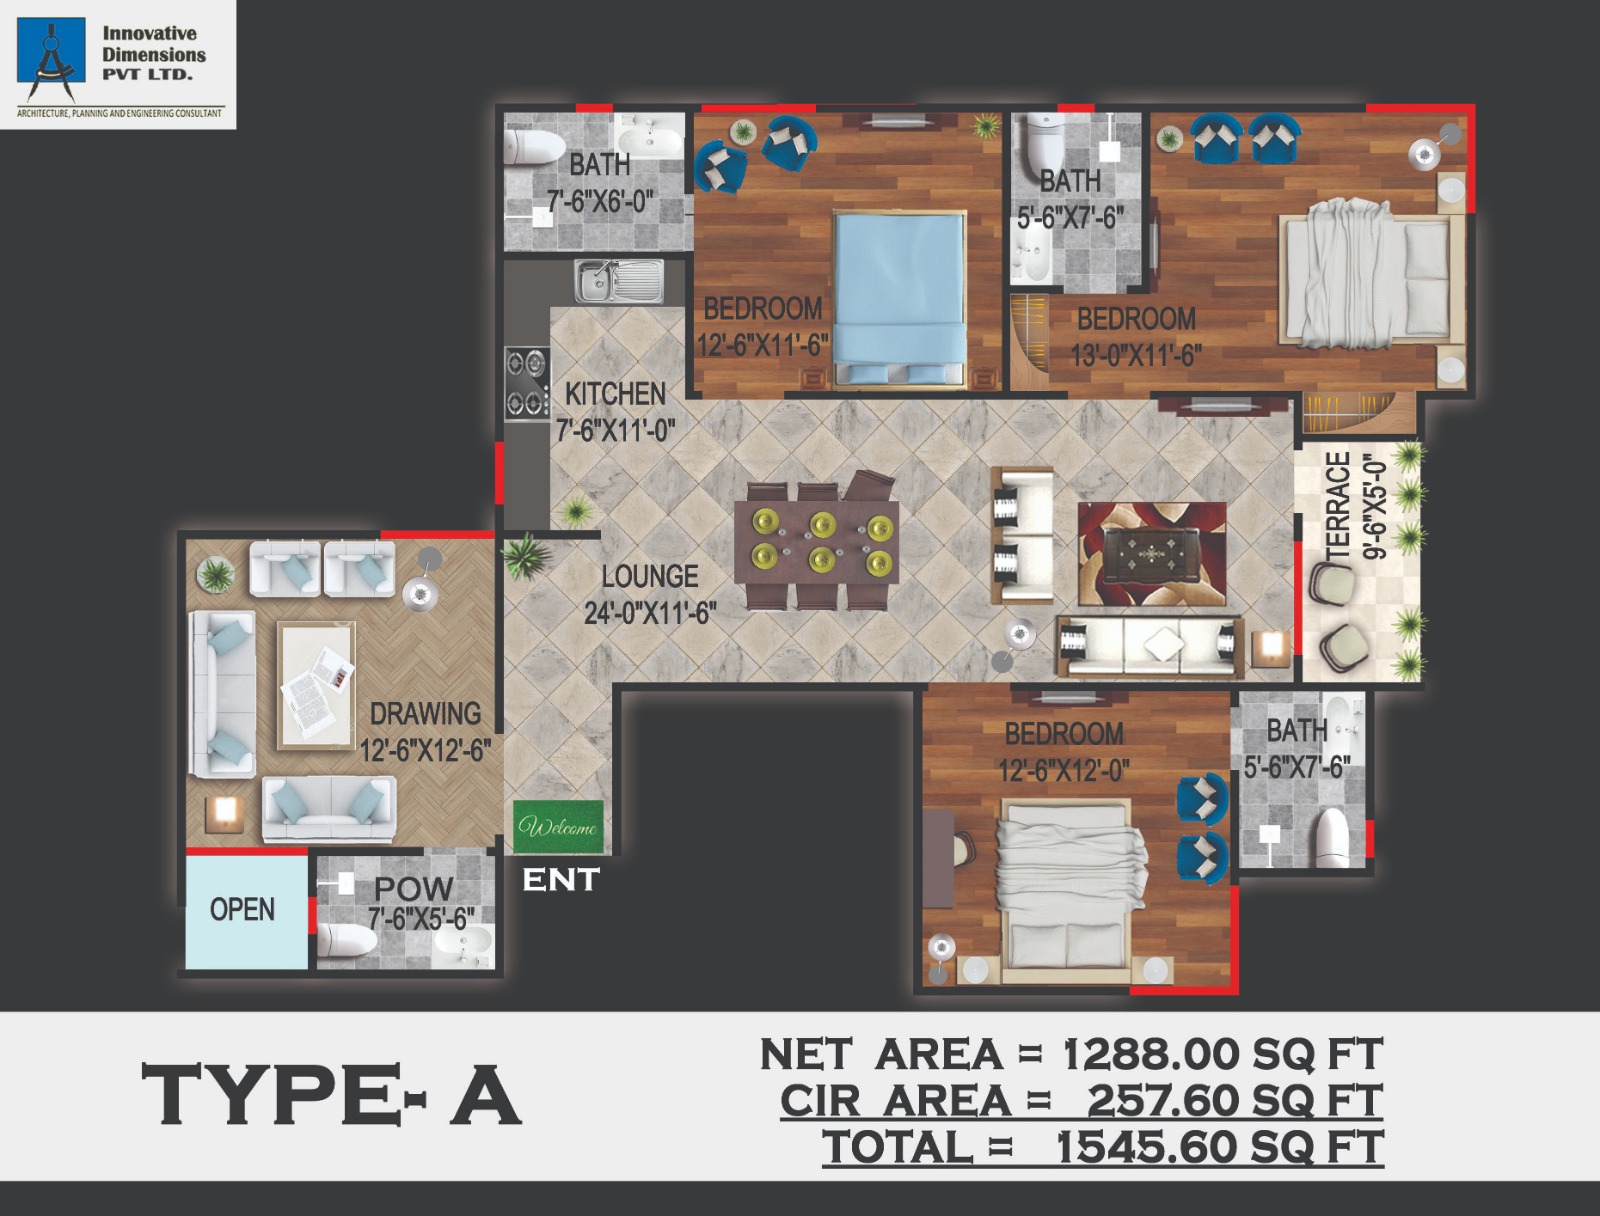 Innovative
Dimensions
PVT LTD.
ARCHITECTURE, PLANNING AND ENGINEERING CONSULTANT
BATH
7'-6"X6'-0"
BATH
5'-6"X7'-6"
BEDROOM
12'-6"X11'-6"
BEDROOM
13'-0"X11'-6"
KITCHEN
7'-6"X11'-0"
TERRACE
9'-6"X5'-0"
LOUNGE
24'-0"X11'-6"
DRAWING
12'-6"X12'-6"
BEDROOM
12'-6"X12'-0"
BATH
5'-6"X7'-6"
Welcome
ENT
POW
7'-6"X5'-6"
OPEN
TYPE- A
NET AREA = 1288.00 SQ FT
CIR AREA = 257.60 SQ FT
TOTAL = 1545.60 SQ FT